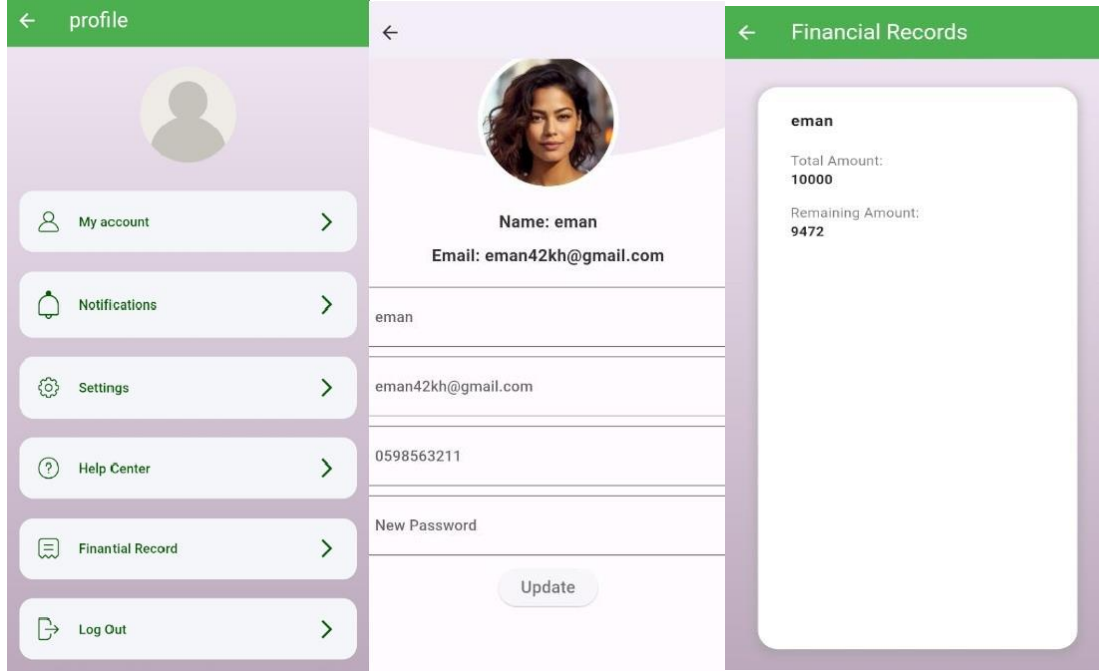 profile
My account
Notifications
Settings
Help Center
Finantial Record
Log Out
Name: eman
Email: eman42kh@gmail.com
eman
eman42kh@gmail.com
0598563211
New Password
Update
Financial Records
eman
Total Amount:
10000
Remaining Amount:
9472